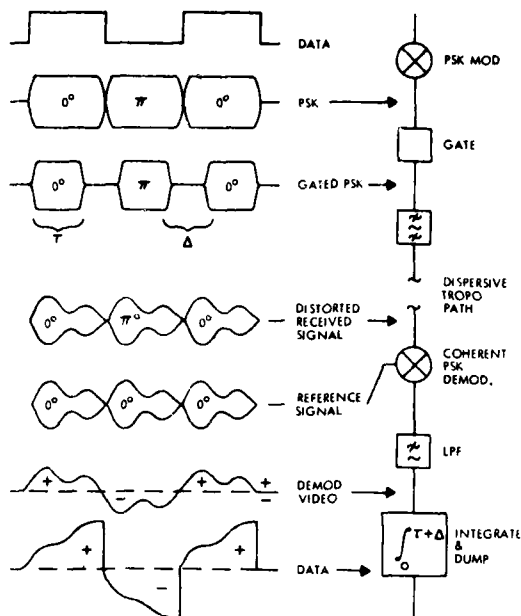 DATA
PSK MOD
0° π 0°
PSK
GATE
0° π 0°
GATED PSK
T Δ
DISPERSIVE
TROPO
PATH
0° π° 0°
DISTORTED
RECEIVED
SIGNAL
COHERENT
PSK
DEMOD.
0° 0° 0°
REFERENCE
SIGNAL
LPF
+ - + +
-
DEMOD
VIDEO
+ - +
DATA
∫ T+Δ
0
INTEGRATE
&
DUMP